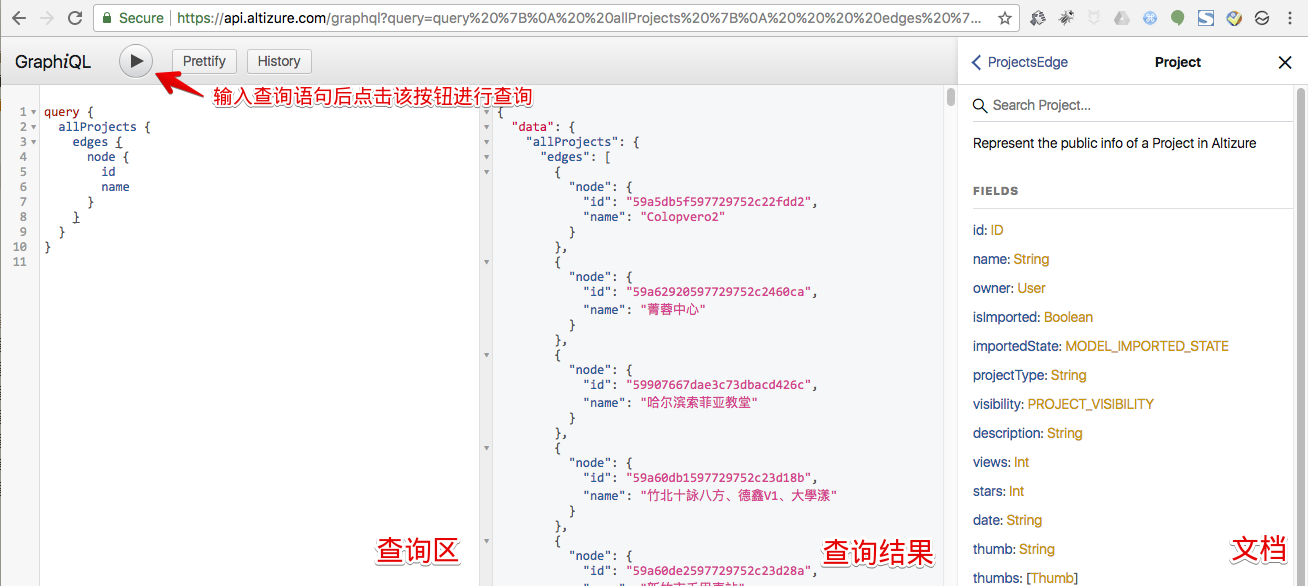 Secure https://api.altizure.com/graphql?query=query%20%7B%0A%20%20allProjects%20%7B%0A%20%20%20%20edges%20%7...
GraphiQL Prettify History
输入查询语句后点击该按钮进行查询
1 query {
2 allProjects {
3 edges {
4 node {
5 id
6 name
7 }
8 }
9 }
10 }
11
查询区
{
"data": {
"allProjects": {
"edges": [
{
"node": {
"id": "59a5db5f597729752c22fdd2",
"name": "Colopvero2"
}
},
{
"node": {
"id": "59a62920597729752c2460ca",
"name": "菁蓉中心"
}
},
{
"node": {
"id": "59907667dae3c73dbacd426c",
"name": "哈尔滨索菲亚教堂"
}
},
{
"node": {
"id": "59a60db1597729752c23d18b",
"name": "竹北十詠八方、德鑫V1、大學漾"
}
},
{
"node": {
"id": "59a60de2597729752c23d28a",
查询结果
ProjectsEdge Project
Search Project...
Represent the public info of a Project in Altizure
FIELDS
id: ID
name: String
owner: User
isImported: Boolean
importedState: MODEL_IMPORTED_STATE
projectType: String
visibility: PROJECT_VISIBILITY
description: String
views: Int
stars: Int
date: String
thumb: String
thumbs: [Thumb]
文档